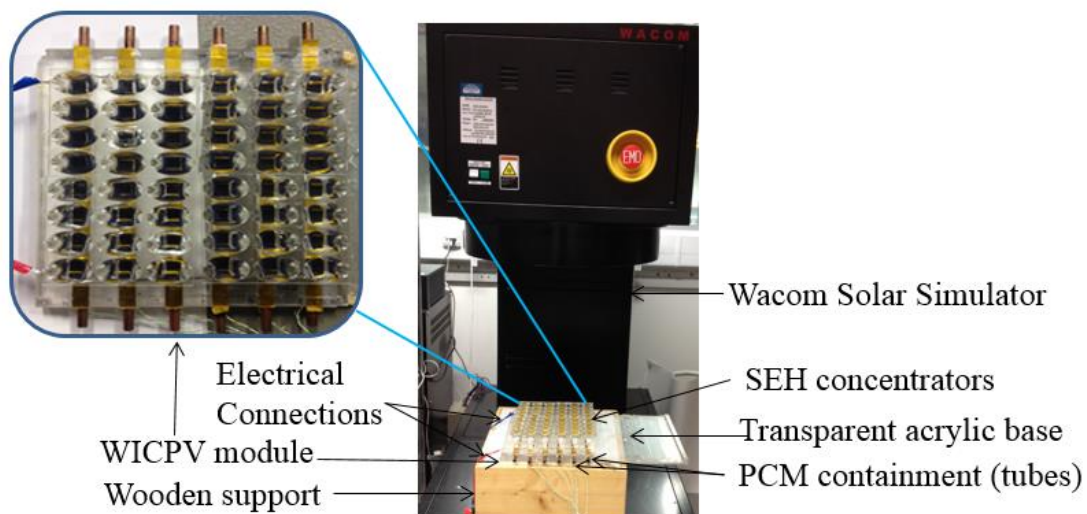 WACOM
EMO
Wacom Solar Simulator
Electrical
Connections
SEH concentrators
WICPV module
Transparent acrylic base
Wooden support
PCM containment (tubes)